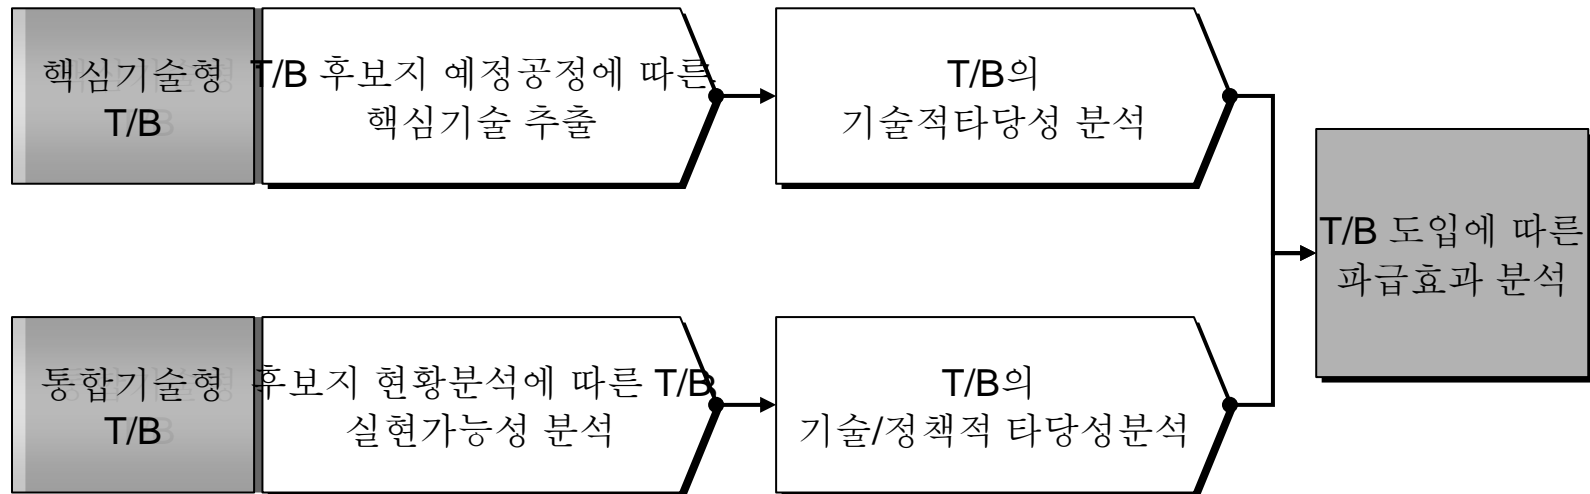 핵심기술형
T/B
T/B 후보지 예정공정에 따른
핵심기술 추출
T/B의
기술적타당성 분석
T/B 도입에 따른
파급효과 분석
통합기술형
T/B
후보지 현황분석에 따른 T/B
실현가능성 분석
T/B의
기술/정책적 타당성분석